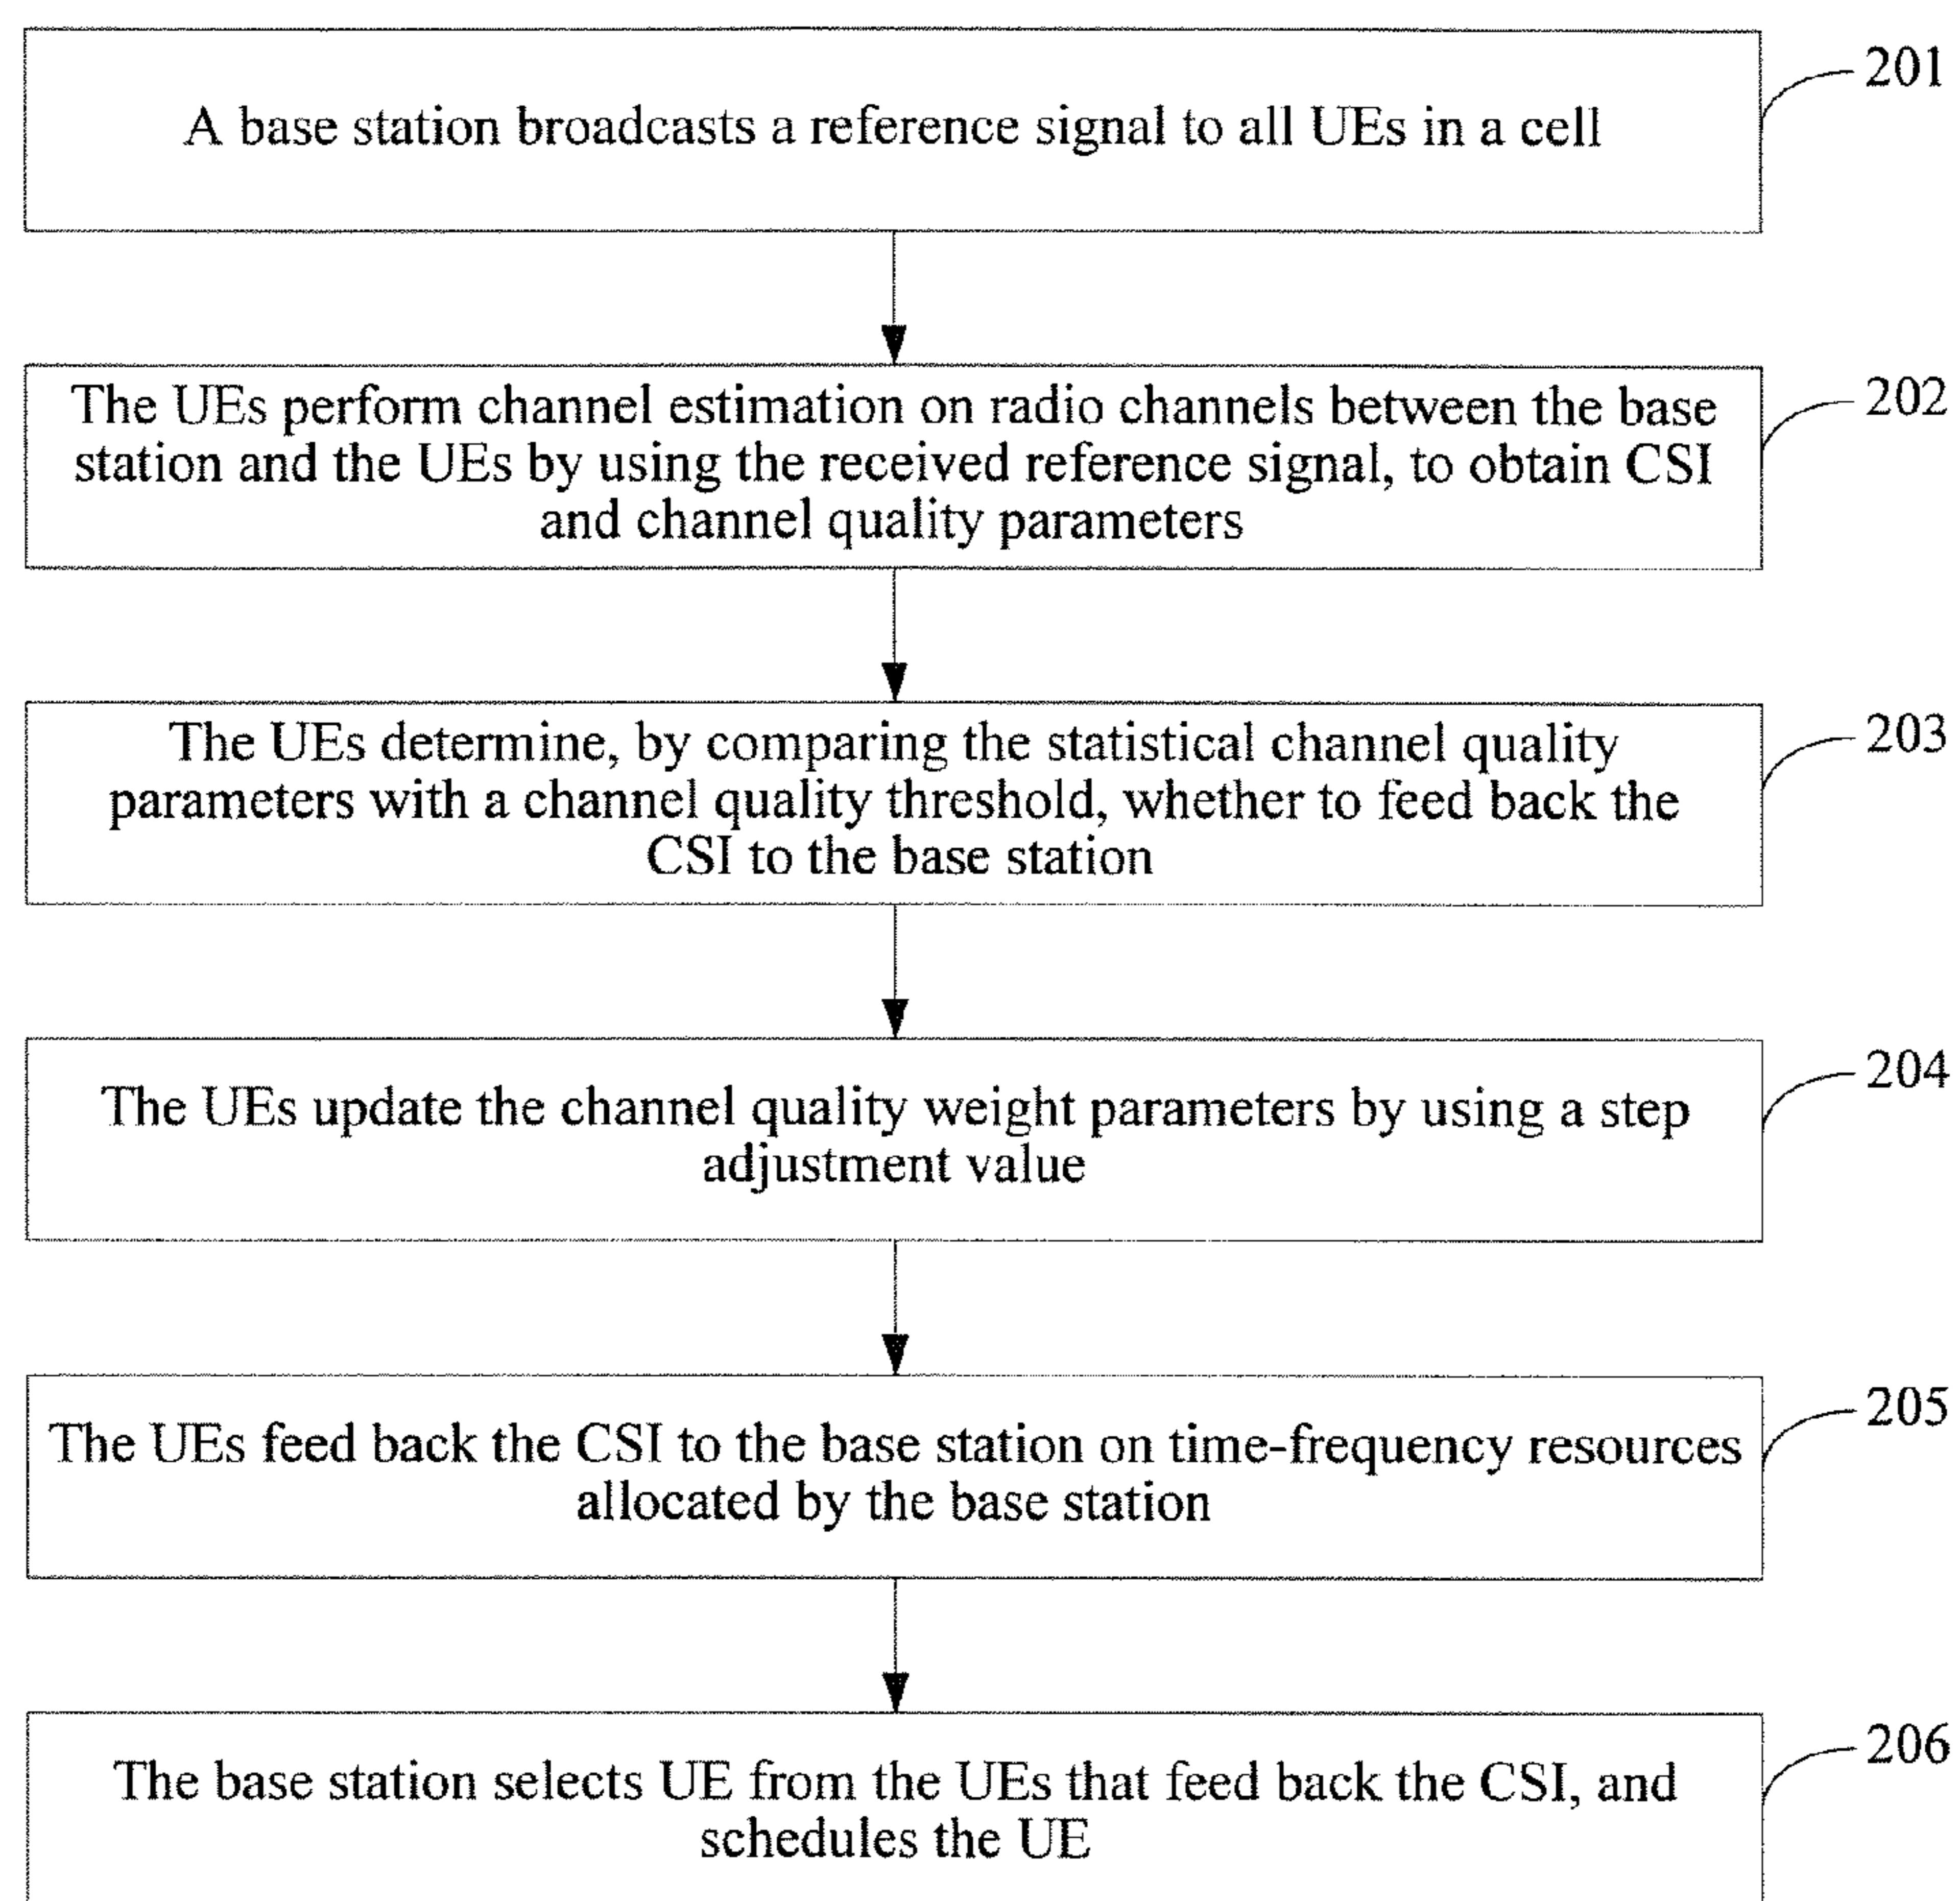 A base station broadcasts a reference signal to all UEs in a cell
201
The UEs perform channel estimation on radio channels between the base
station and the UEs by using the received reference signal, to obtain CSI
and channel quality parameters
202
The UEs determine, by comparing the statistical channel quality
parameters with a channel quality threshold, whether to feed back the
CSI to the base station
203
The UEs update the channel quality weight parameters by using a step
adjustment value
204
The UEs feed back the CSI to the base station on time-frequency resources
allocated by the base station
205
The base station selects UE from the UEs that feed back the CSI, and
schedules the UE
206